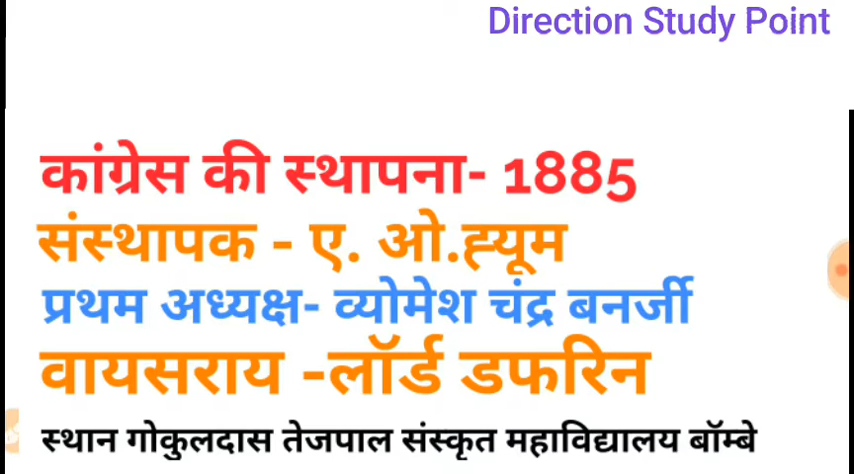 Direction Study Point
कांग्रेस की स्थापना- 1885
संस्थापक - ए. ओ.ह्यूम
प्रथम अध्यक्ष- व्योमेश चंद्र बनर्जी
वायसराय -लॉर्ड डफरिन
स्थान गोकुलदास तेजपाल संस्कृत महाविद्यालय बॉम्बे